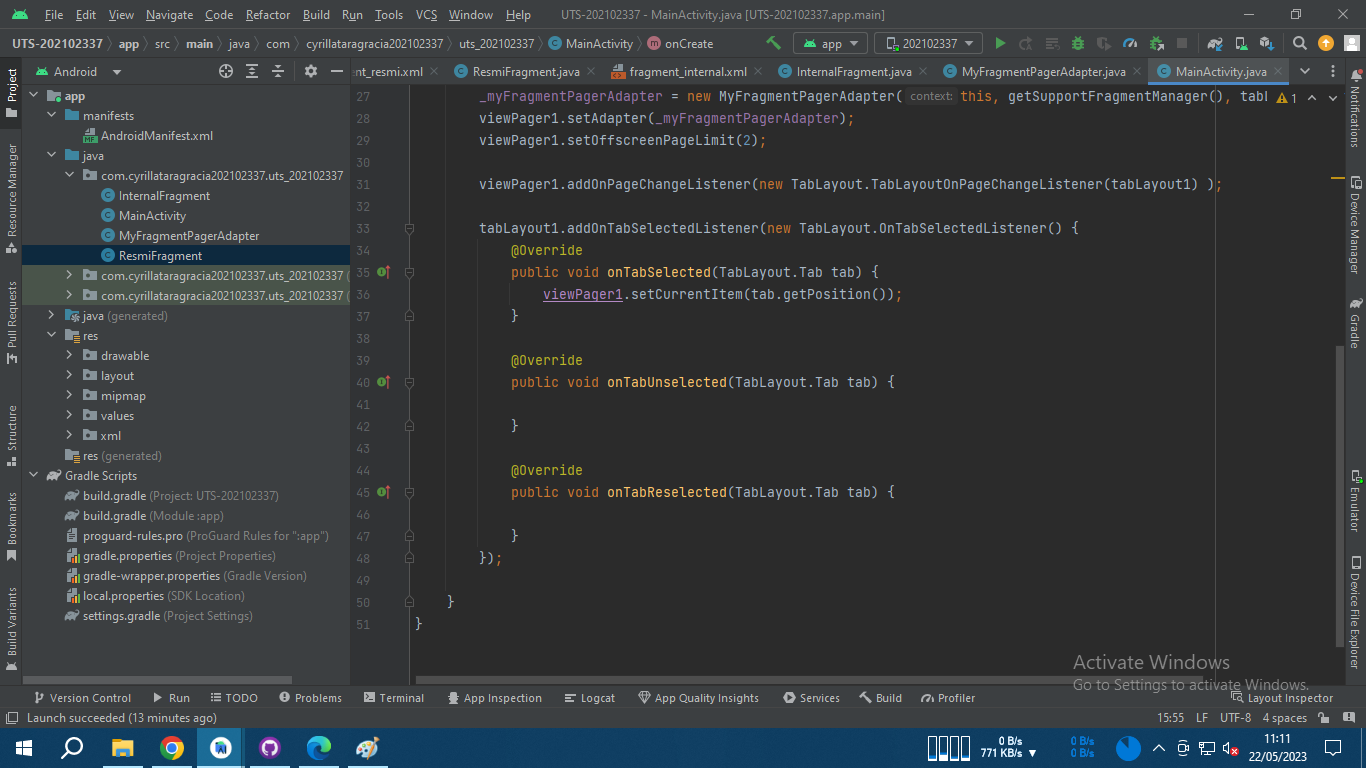 File Edit View Navigate Code Refactor Build Run Tools VCS Window Help UTS-202102337 - MainActivity.java [UTS-202102337.app.main]
UTS-202102337 app src main java com cyrillataragracia202102337 uts_202102337 MainActivity onCreate app 202102337
Android
ent_resmi.xml ResmiFragment.java fragment_internal.xml InternalFragment.java MyFragmentPagerAdapter.java MainActivity.java
Project
Resource Manager
Pull Requests
Structure
Bookmarks
Build Variants
app
manifests
AndroidManifest.xml
java
com.cyrillataragracia202102337.uts_202102337
InternalFragment
MainActivity
MyFragmentPagerAdapter
ResmiFragment
com.cyrillataragracia202102337.uts_202102337 (
com.cyrillataragracia202102337.uts_202102337 (
java (generated)
res
drawable
layout
mipmap
values
xml
res (generated)
Gradle Scripts
build.gradle (Project: UTS-202102337)
build.gradle (Module :app)
proguard-rules.pro (ProGuard Rules for ":app")
gradle.properties (Project Properties)
gradle-wrapper.properties (Gradle Version)
local.properties (SDK Location)
settings.gradle (Project Settings)
27 _myFragmentPagerAdapter = new MyFragmentPagerAdapter( context: this, getSupportFragmentManager(), tabl 1
28 viewPager1.setAdapter(_myFragmentPagerAdapter);
29 viewPager1.setOffscreenPageLimit(2);
30
31 viewPager1.addOnPageChangeListener(new TabLayout.TabLayoutOnPageChangeListener(tabLayout1) );
32
33 tabLayout1.addOnTabSelectedListener(new TabLayout.OnTabSelectedListener() {
34 @Override
35 public void onTabSelected(TabLayout.Tab tab) {
36 viewPager1.setCurrentItem(tab.getPosition());
37 }
38
39 @Override
40 public void onTabUnselected(TabLayout.Tab tab) {
41
42 }
43
44 @Override
45 public void onTabReselected(TabLayout.Tab tab) {
46
47 }
48 });
49
50 }
51 }
Notifications
Device Manager
Gradle
Emulator
Device File Explorer
Activate Windows
Go to Settings to activate Windows.
Version Control Run TODO Problems Terminal App Inspection Logcat App Quality Insights Services Build Profiler Layout Inspector
Launch succeeded (13 minutes ago) 15:55 LF UTF-8 4 spaces
0 B/s 0 B/s 11:11
771 KB/s 0 B/s 22/05/2023